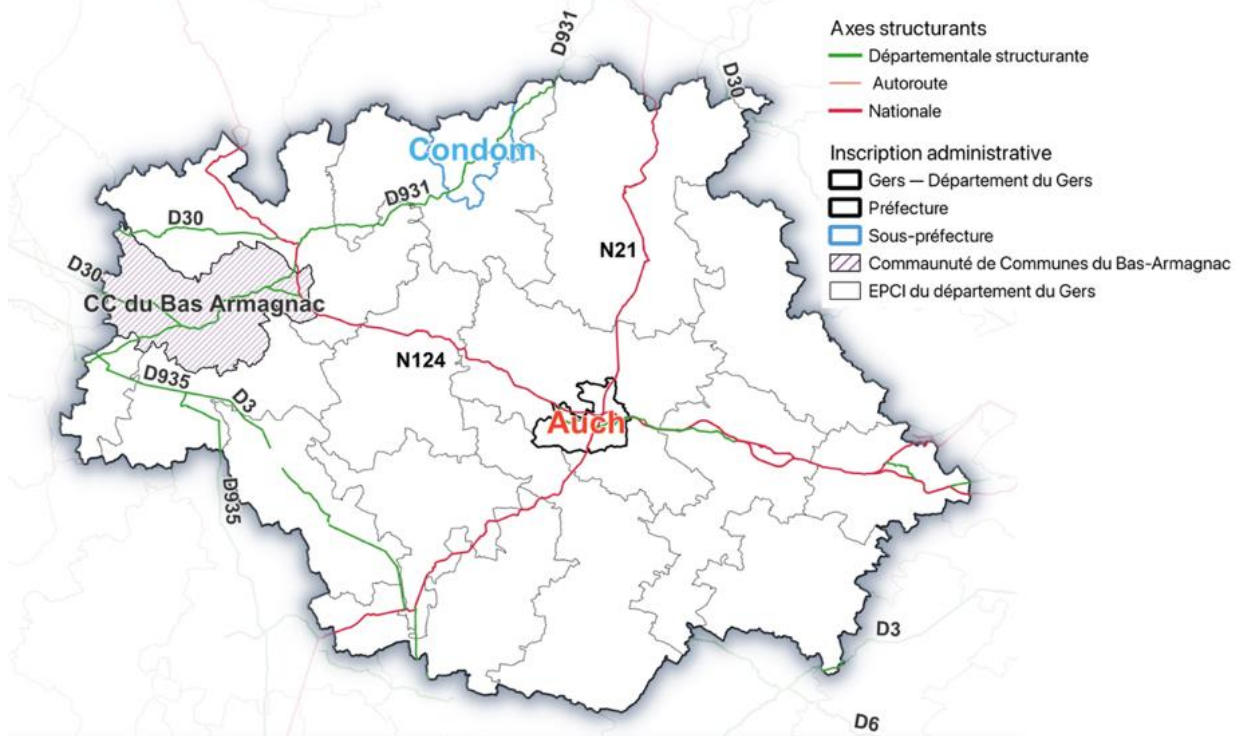 D931
D30
Condom
D931
D30
N21
D30
CC du Bas Armagnac
N124
D935
D3
Auch
D935
D3
D6
Axes structurants
Départementale structurante
Autoroute
Nationale
Inscription administrative
Gers — Département du Gers
Préfecture
Sous-préfecture
Commaunuté de Communes du Bas-Armagnac
EPCI du département du Gers